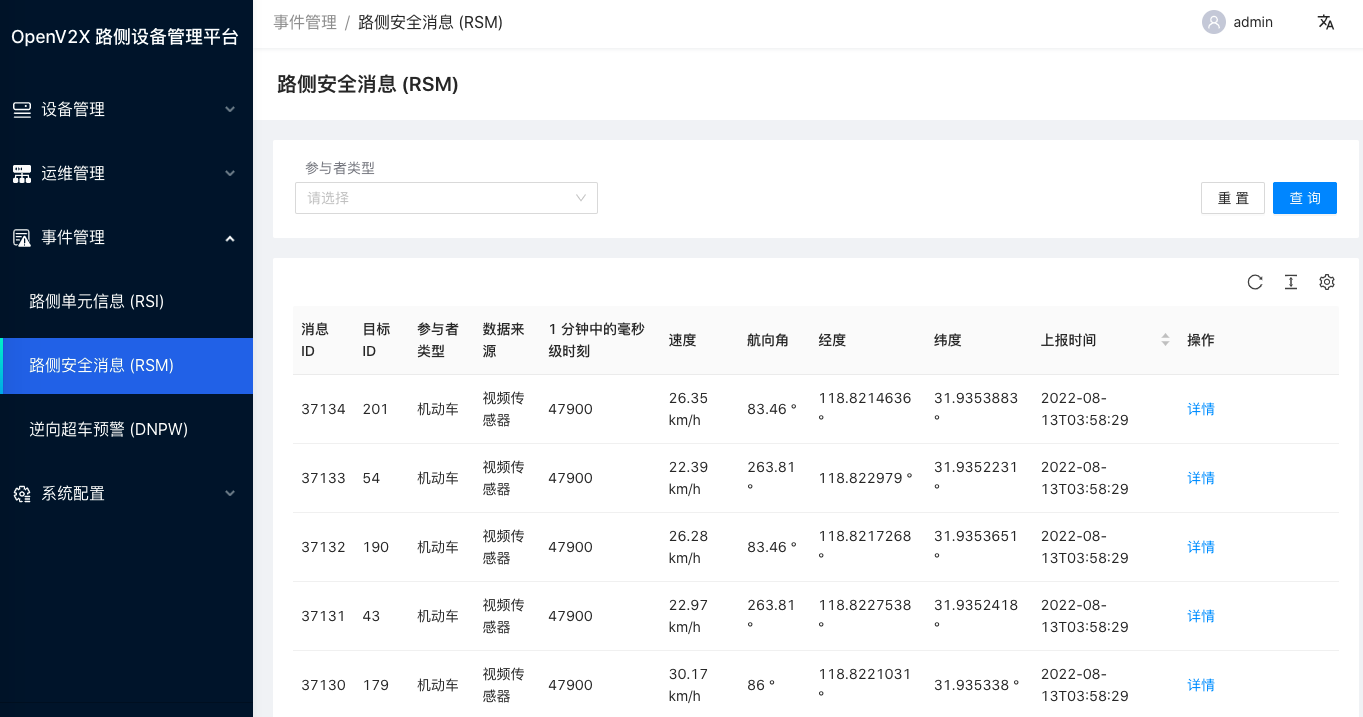 OpenV2X 路侧设备管理平台
设备管理
运维管理
事件管理
路侧单元信息 (RSI)
路侧安全消息 (RSM)
逆向超车预警 (DNPW)
系统配置
事件管理 / 路侧安全消息 (RSM)
admin
路侧安全消息 (RSM)
参与者类型
请选择
重 置
查 询
消息 目标 参与者 数据来 1 分钟中的毫秒 速度 航向角 经度 纬度 上报时间 操作
ID ID 类型 源 级时刻
37134 201 机动车 视频传 47900 26.35 83.46 ° 118.8214636 31.9353883 2022-08- 详情
感器 km/h ° ° 13T03:58:29
37133 54 机动车 视频传 47900 22.39 263.81 118.822979 ° 31.9352231 2022-08- 详情
感器 km/h ° ° 13T03:58:29
37132 190 机动车 视频传 47900 26.28 83.46 ° 118.8217268 31.9353651 2022-08- 详情
感器 km/h ° ° 13T03:58:29
37131 43 机动车 视频传 47900 22.97 263.81 118.8227538 31.9352418 2022-08- 详情
感器 km/h ° ° ° 13T03:58:29
37130 179 机动车 视频传 47900 30.17 86 ° 118.8221031 31.935338 ° 2022-08- 详情
感器 km/h ° 13T03:58:29